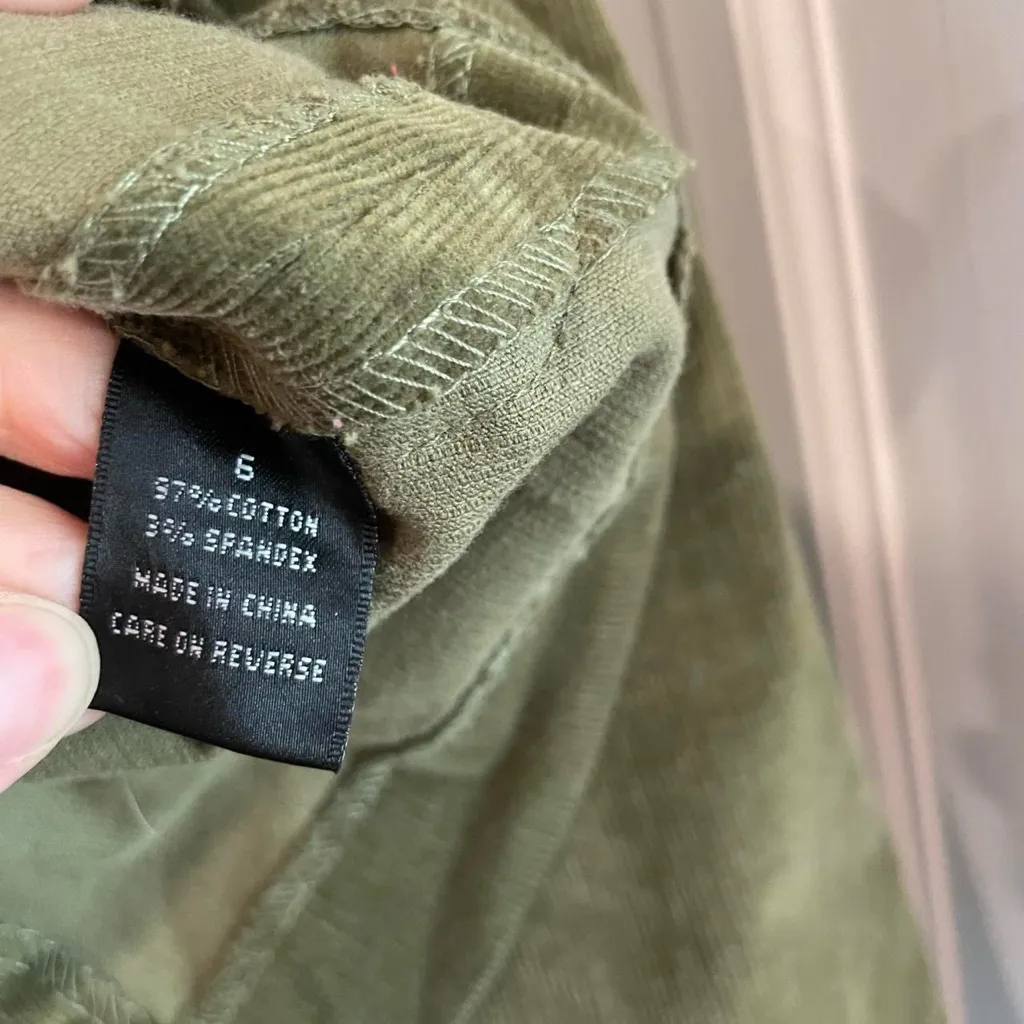 6
97% COTTON
3% SPANDEX
MADE IN CHINA
CARE ON REVERSE